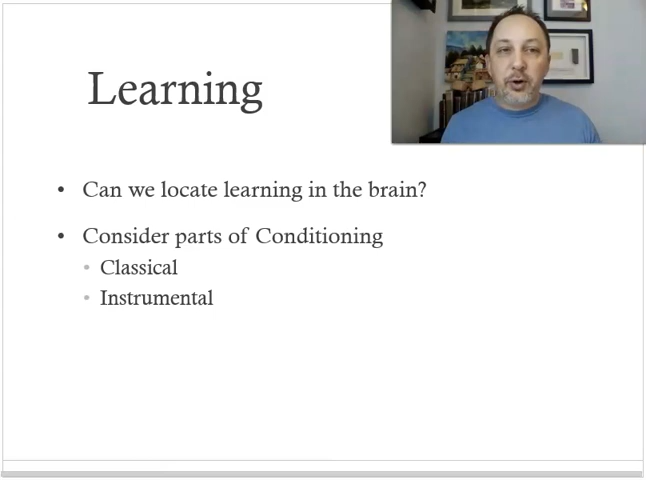 Learning
• Can we locate learning in the brain?
• Consider parts of Conditioning
• Classical
• Instrumental